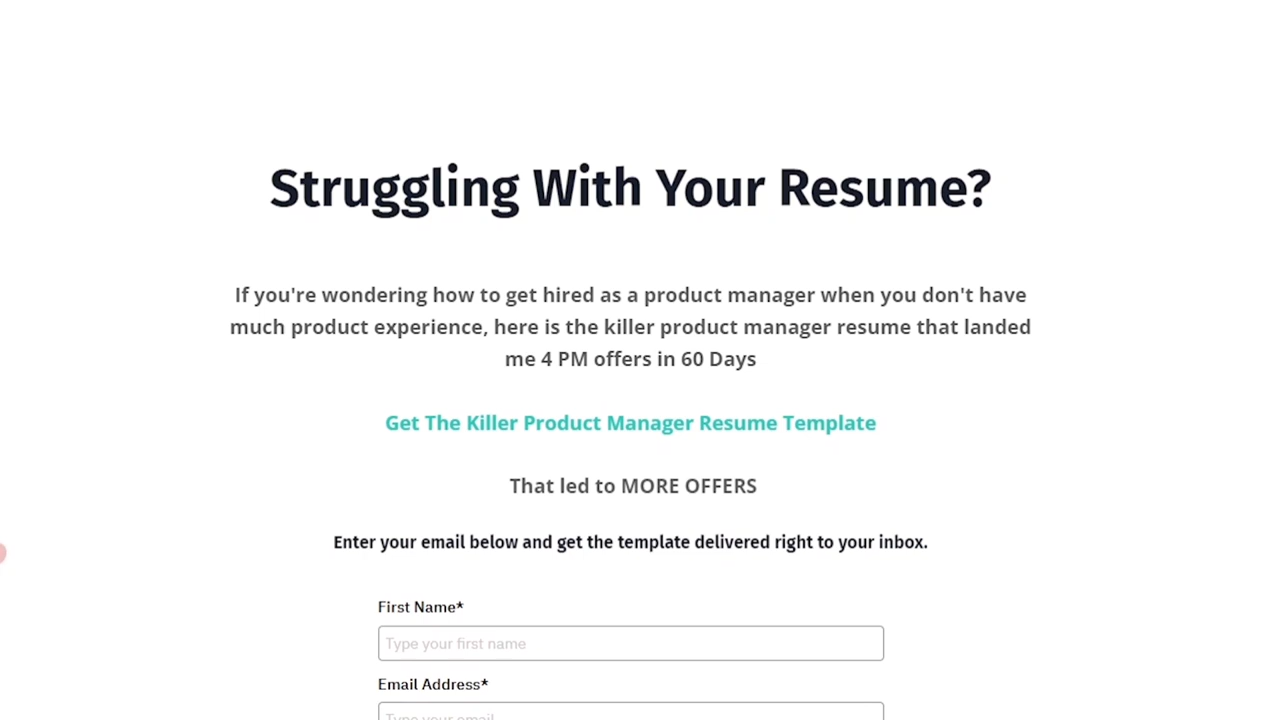 Struggling With Your Resume?
If you're wondering how to get hired as a product manager when you don't have
much product experience, here is the killer product manager resume that landed
me 4 PM offers in 60 Days
Get The Killer Product Manager Resume Template
That led to MORE OFFERS
Enter your email below and get the template delivered right to your inbox.
First Name*
Type your first name
Email Address*
Type your email